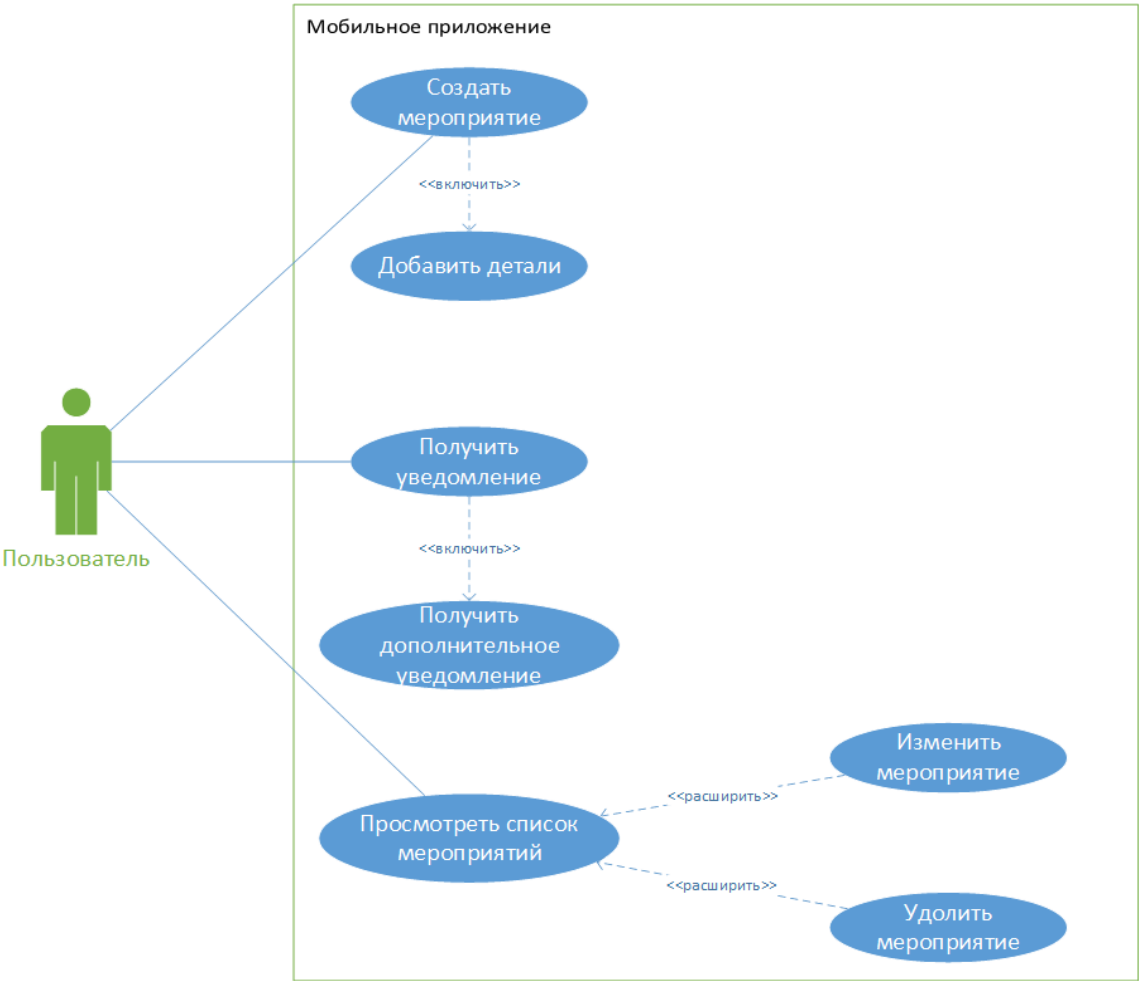 Мобильное приложение
Создать
мероприятие
<<включить>>
Добавить детали
Получить
уведомление
<<включить>>
Пользователь
Получить
дополнительное
уведомление
Изменить
мероприятие
<<расширить>>
Просмотреть список
мероприятий
<<расширить>>
Удолить
мероприятие